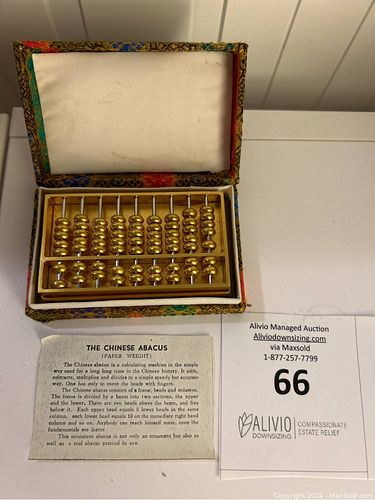 THE CHINESE ABACUS
(PAPER WEIGHT)
The Chinese abacus is a calculating machine in the simple
way used for a long long time in the Chinese history. It adds,
substracts, multiplies and divides in a simple speedy but accurate
way. One has only to move the beads with fingers.
The Chinese abacus consists of a frame, beads and columns.
The frame is divided by a beam into two sections, the upper
and the lower. There are two beads above the beam, and five
below it. Each upper bead equals 5 lower beads in the same
column, each lower bead equals 10 on the immediate right hand
column and so on. Anybody can teach himself more, once the
fundamentals are learnt
This miniature abacus is not only an ornament but also as
well as a real abacus pratical in use.
Alivio Managed Auction
Aliviodownsizing.com
via Maxsold
1-877-257-7799
66
ALIVIO
DOWNSIZING
COMPASSIONATE
ESTATE RELIEF
Copyright 2024 - MaxSold.com